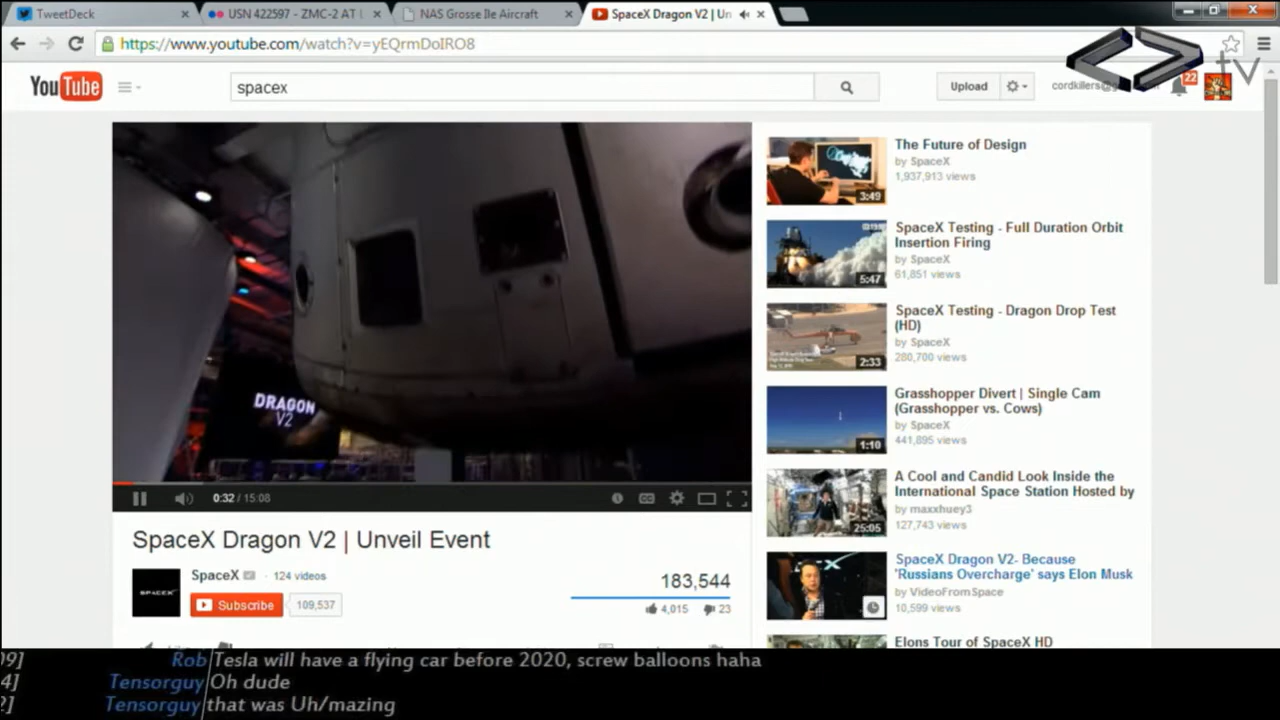 TweetDeck
USN 422597 - ZMC-2 AT
NAS Grosse Ile Aircraft
SpaceX Dragon V2 | Un
https://www.youtube.com/watch?v=yEQrmDoIRO8
tv
YouTube
spacex
Upload
cordkillers@g
22
The Future of Design
by SpaceX
1,937,913 views
3:49
SpaceX Testing - Full Duration Orbit
Insertion Firing
by SpaceX
61,851 views
5:47
SpaceX Testing - Dragon Drop Test
(HD)
by SpaceX
280,700 views
2:33
Grasshopper Divert | Single Cam
(Grasshopper vs. Cows)
by SpaceX
441,895 views
1:10
A Cool and Candid Look Inside the
International Space Station Hosted by
by maxxhuey3
127,743 views
25:05
SpaceX Dragon V2- Because
'Russians Overcharge' says Elon Musk
by VideoFromSpace
10,599 views
Elons Tour of SpaceX HD
DRAGON
V2
0:32 / 15:08
SpaceX Dragon V2 | Unveil Event
SPACEX
SpaceX · 124 videos
Subscribe 109,537
183,544
4,015 23
09] Rob Tesla will have a flying car before 2020, screw balloons haha
4] Tensorguy Oh dude
2] Tensorguy that was Uh/mazing